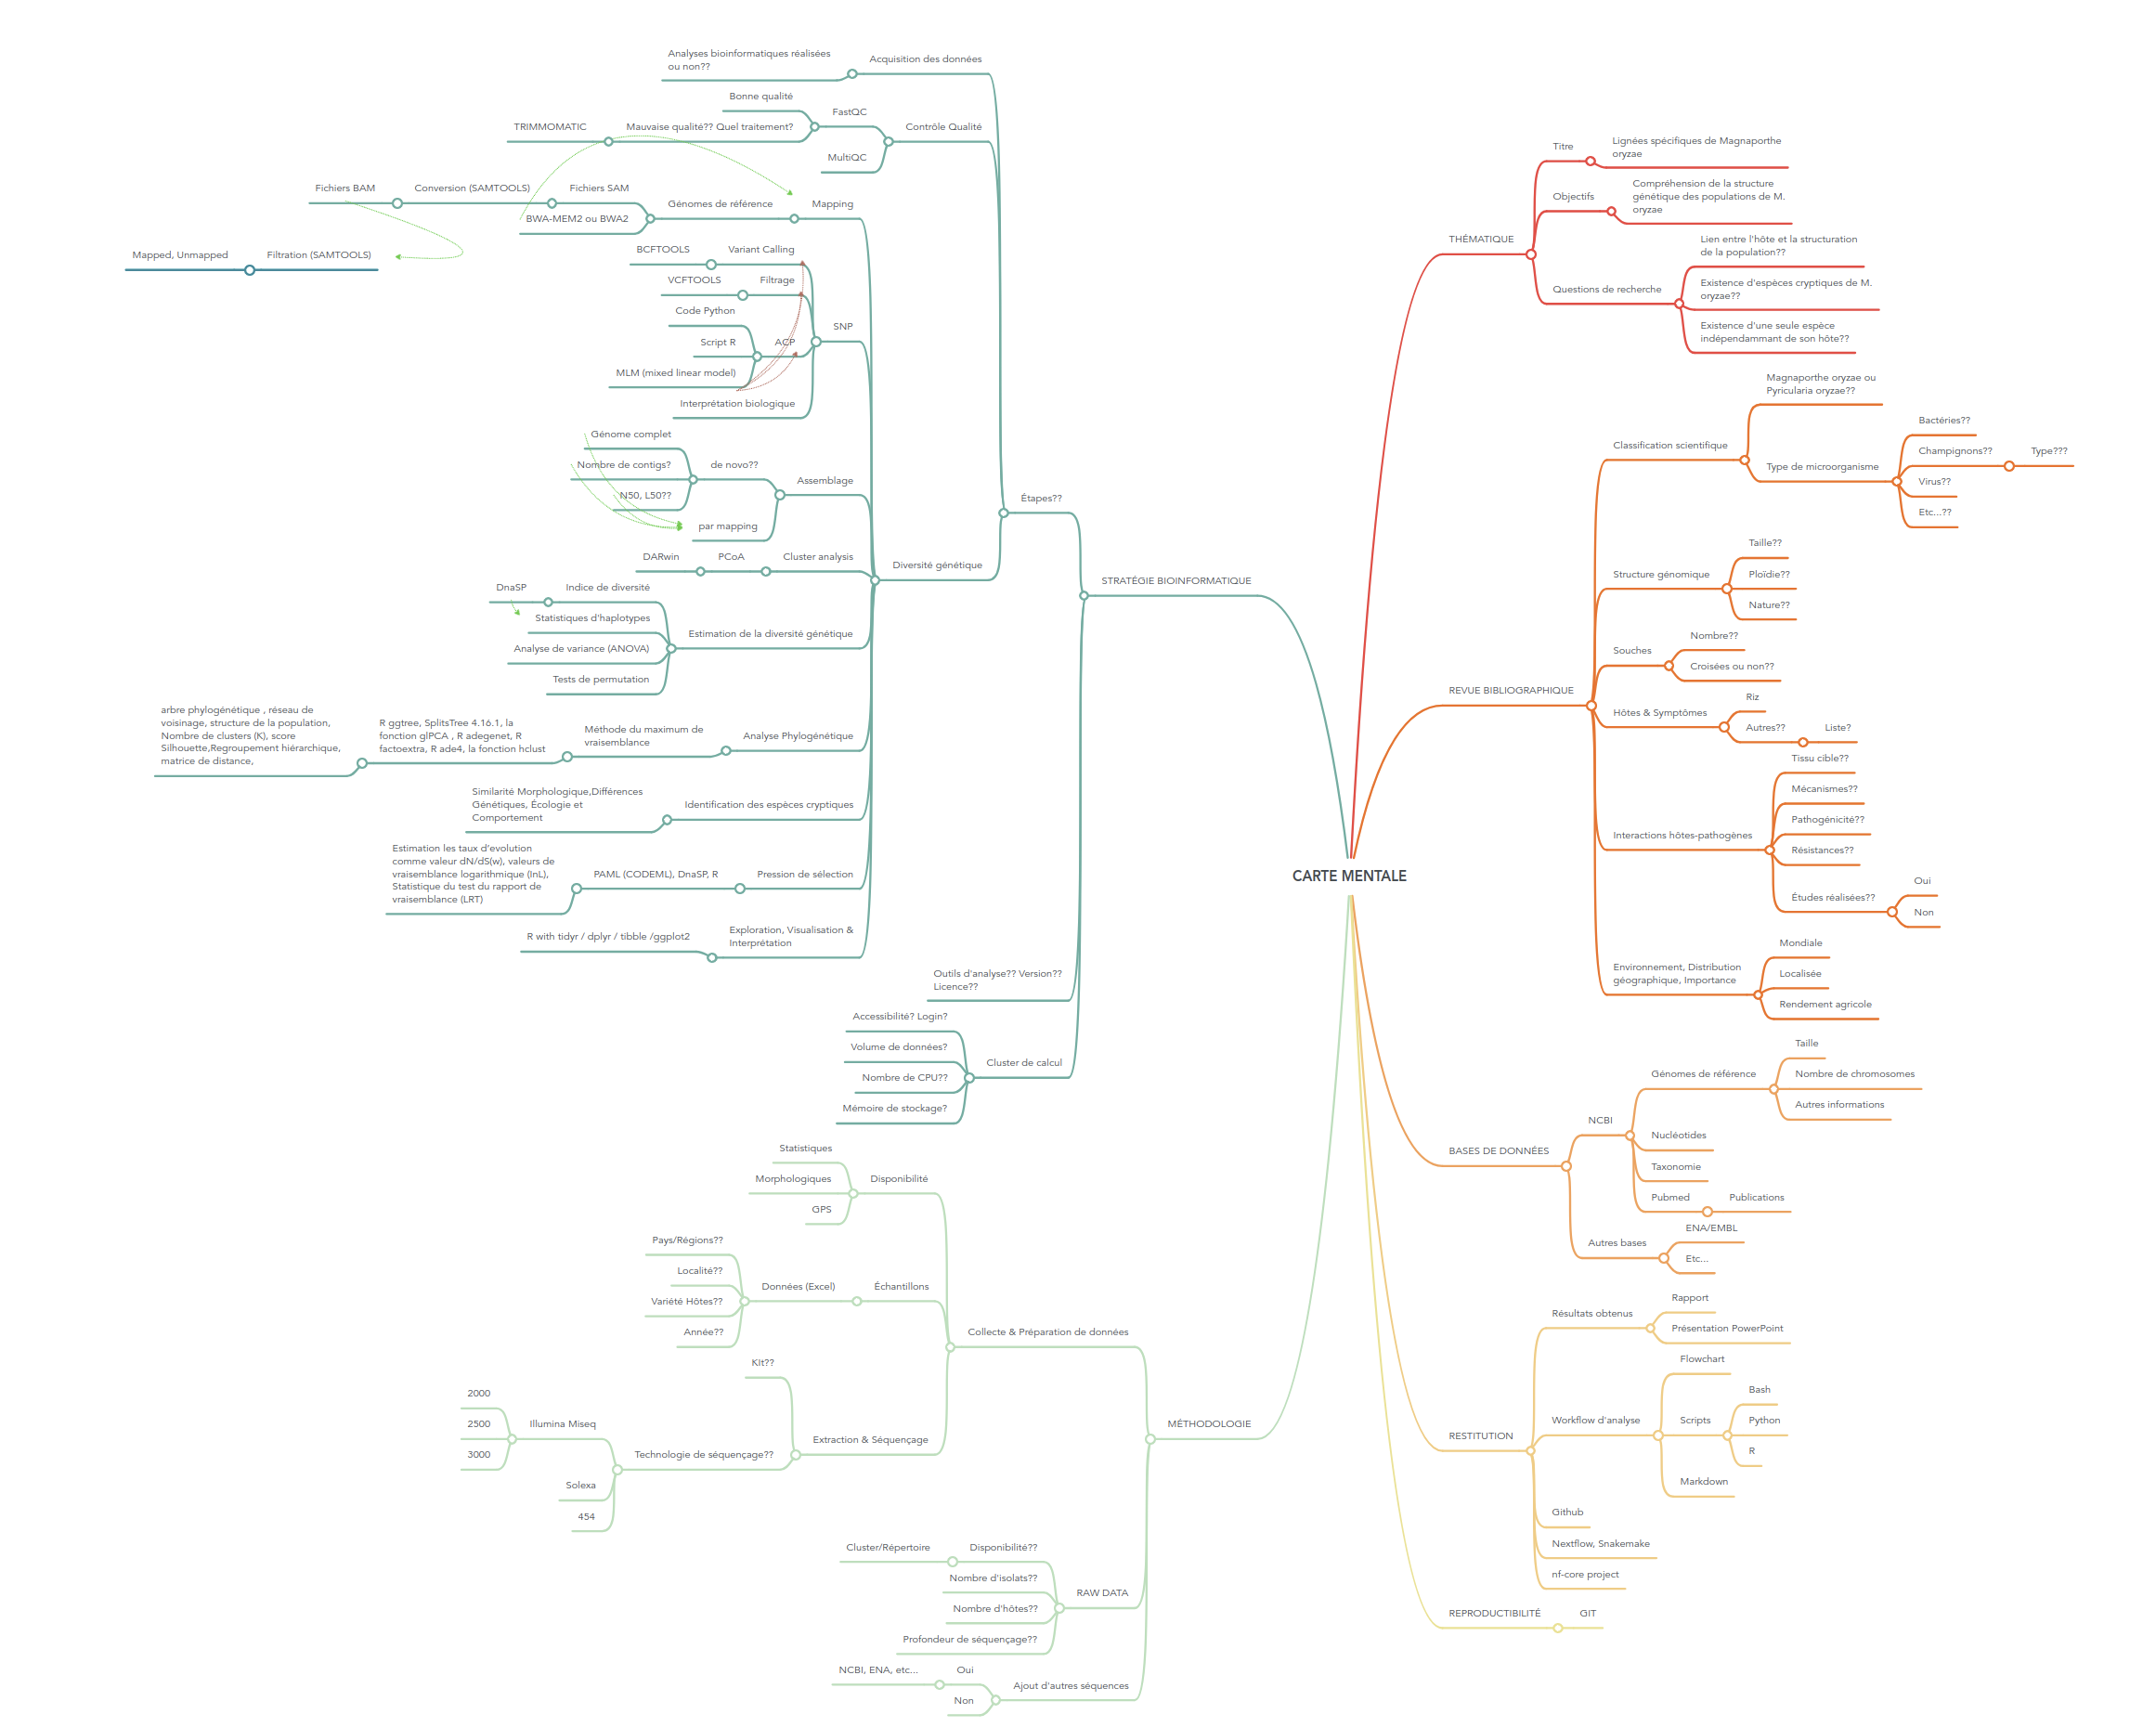 CARTE MENTALE
THÉMATIQUE
Titre
Lignées spécifiques de Magnaporthe
oryzae
Objectifs
Compréhension de la structure
génétique des populations de M.
oryzae
Questions de recherche
Lien entre l'hôte et la structuration
de la population??
Existence d'espèces cryptiques de M.
oryzae??
Existence d'une seule espèce
indépendammant de son hôte??
REVUE BIBLIOGRAPHIQUE
Classification scientifique
Magnaporthe oryzae ou
Pyricularia oryzae??
Type de microorganisme
Bactéries??
Champignons??
Type???
Virus??
Etc...??
Structure génomique
Taille??
Ploïdie??
Nature??
Souches
Nombre??
Croisées ou non??
Hôtes & Symptômes
Riz
Autres??
Liste?
Interactions hôtes-pathogènes
Tissu cible??
Mécanismes??
Pathogénicité??
Résistances??
Études réalisées??
Oui
Non
Environnement, Distribution
géographique, Importance
Mondiale
Localisée
Rendement agricole
BASES DE DONNÉES
NCBI
Génomes de référence
Taille
Nombre de chromosomes
Autres informations
Nucléotides
Taxonomie
Pubmed
Publications
Autres bases
ENA/EMBL
Etc...
RESTITUTION
Résultats obtenus
Rapport
Présentation PowerPoint
Workflow d'analyse
Flowchart
Scripts
Bash
Python
R
Markdown
Github
Nextflow, Snakemake
nf-core project
REPRODUCTIBILITÉ
GIT
STRATÉGIE BIOINFORMATIQUE
Étapes??
Acquisition des données
Analyses bioinformatiques réalisées
ou non??
Contrôle Qualité
FastQC
Bonne qualité
Mauvaise qualité?? Quel traitement?
TRIMMOMATIC
MultiQC
Diversité génétique
Mapping
Génomes de référence
Fichiers SAM
Conversion (SAMTOOLS)
Fichiers BAM
BWA-MEM2 ou BWA2
Filtration (SAMTOOLS)
Mapped, Unmapped
SNP
Variant Calling
BCFTOOLS
Filtrage
VCFTOOLS
ACP
Code Python
Script R
MLM (mixed linear model)
Interprétation biologique
Assemblage
de novo??
Génome complet
Nombre de contigs?
N50, L50??
par mapping
Cluster analysis
PCoA
DARwin
Estimation de la diversité génétique
Indice de diversité
DnaSP
Statistiques d'haplotypes
Analyse de variance (ANOVA)
Tests de permutation
Analyse Phylogénétique
Méthode du maximum de
vraisemblance
R ggtree, SplitsTree 4.16.1, la
fonction glPCA , R adegenet, R
factoextra, R ade4, la fonction hclust
arbre phylogénétique , réseau de
voisinage, structure de la population,
Nombre de clusters (K), score
Silhouette,Regroupement hiérarchique,
matrice de distance,
Identification des espèces cryptiques
Similarité Morphologique,Différences
Génétiques, Écologie et
Comportement
Pression de sélection
PAML (CODEML), DnaSP, R
Estimation les taux d'evolution
comme valeur dN/dS(w), valeurs de
vraisemblance logarithmique (lnL),
Statistique du test du rapport de
vraisemblance (LRT)
Exploration, Visualisation &
Interprétation
R with tidyr / dplyr / tibble /ggplot2
Outils d'analyse?? Version??
Licence??
Cluster de calcul
Accessibilité? Login?
Volume de données?
Nombre de CPU??
Mémoire de stockage?
MÉTHODOLOGIE
Collecte & Préparation de données
Disponibilité
Statistiques
Morphologiques
GPS
Échantillons
Données (Excel)
Pays/Régions??
Localité??
Variété Hôtes??
Année??
Extraction & Séquençage
KIt??
Technologie de séquençage??
Illumina Miseq
2000
2500
3000
Solexa
454
RAW DATA
Disponibilité??
Cluster/Répertoire
Nombre d'isolats??
Nombre d'hôtes??
Profondeur de séquençage??
Ajout d'autres séquences
Oui
NCBI, ENA, etc...
Non